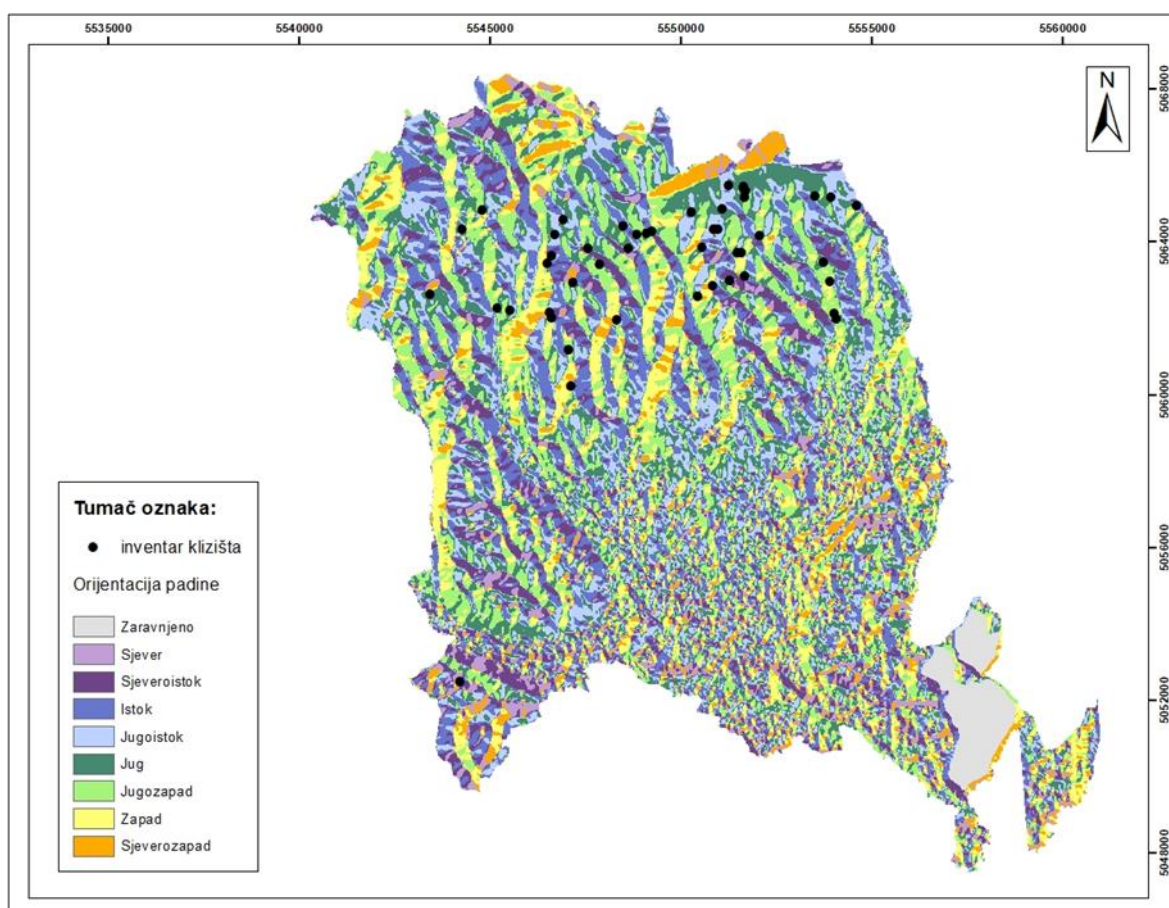 5535000 5540000 5545000 5550000 5555000 5560000
N
5068000
5064000
5060000
5056000
5052000
5048000
Tumač oznaka:
inventar klizišta
Orijentacija padine
Zaravnjeno
Sjever
Sjeveroistok
Istok
Jugoistok
Jug
Jugozapad
Zapad
Sjeverozapad